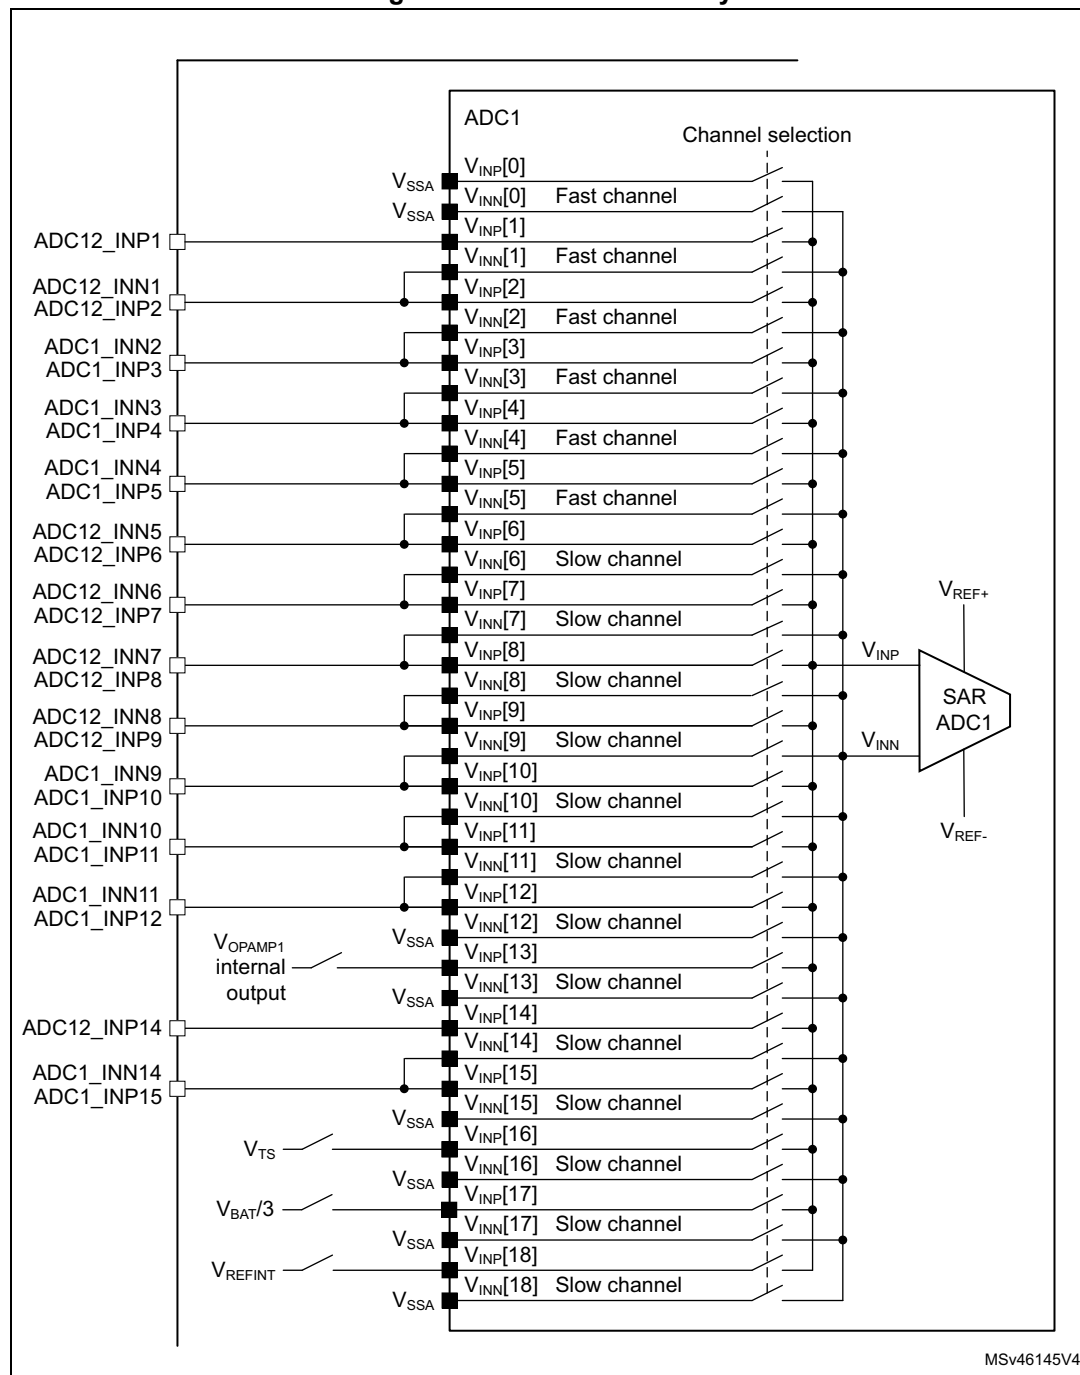 ADC1
Channel selection
VINP[0]
VSSA
VINN[0] Fast channel
VSSA
VINP[1]
ADC12_INP1
VINN[1] Fast channel
ADC12_INN1
VINP[2]
ADC12_INP2
VINN[2] Fast channel
ADC1_INN2
VINP[3]
ADC1_INP3
VINN[3] Fast channel
ADC1_INN3
VINP[4]
ADC1_INP4
VINN[4] Fast channel
ADC1_INN4
VINP[5]
ADC1_INP5
VINN[5] Fast channel
ADC12_INN5
VINP[6]
ADC12_INP6
VINN[6] Slow channel
ADC12_INN6
VINP[7]
ADC12_INP7
VREF+
VINN[7] Slow channel
ADC12_INN7
VINP[8]
VINP
ADC12_INP8
VINN[8] Slow channel
SAR
ADC1
ADC12_INN8
VINP[9]
ADC12_INP9
VINN[9] Slow channel
VINN
ADC1_INN9
VINP[10]
ADC1_INP10
VINN[10] Slow channel
ADC1_INN10
VINP[11]
VREF-
ADC1_INP11
VINN[11] Slow channel
ADC1_INN11
VINP[12]
ADC1_INP12
VINN[12] Slow channel
VSSA
VOPAMP1
internal
output
VINP[13]
VINN[13] Slow channel
VSSA
VINP[14]
ADC12_INP14
VINN[14] Slow channel
ADC1_INN14
VINP[15]
ADC1_INP15
VINN[15] Slow channel
VSSA
VINP[16]
VTS
VINN[16] Slow channel
VSSA
VINP[17]
VBAT/3
VINN[17] Slow channel
VSSA
VINP[18]
VREFINT
VINN[18] Slow channel
VSSA
MSv46145V4